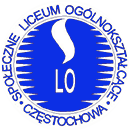 SPOŁECZNE LICEUM OGÓLNOKSZTAŁCĄCE
LO
CZĘSTOCHOWA